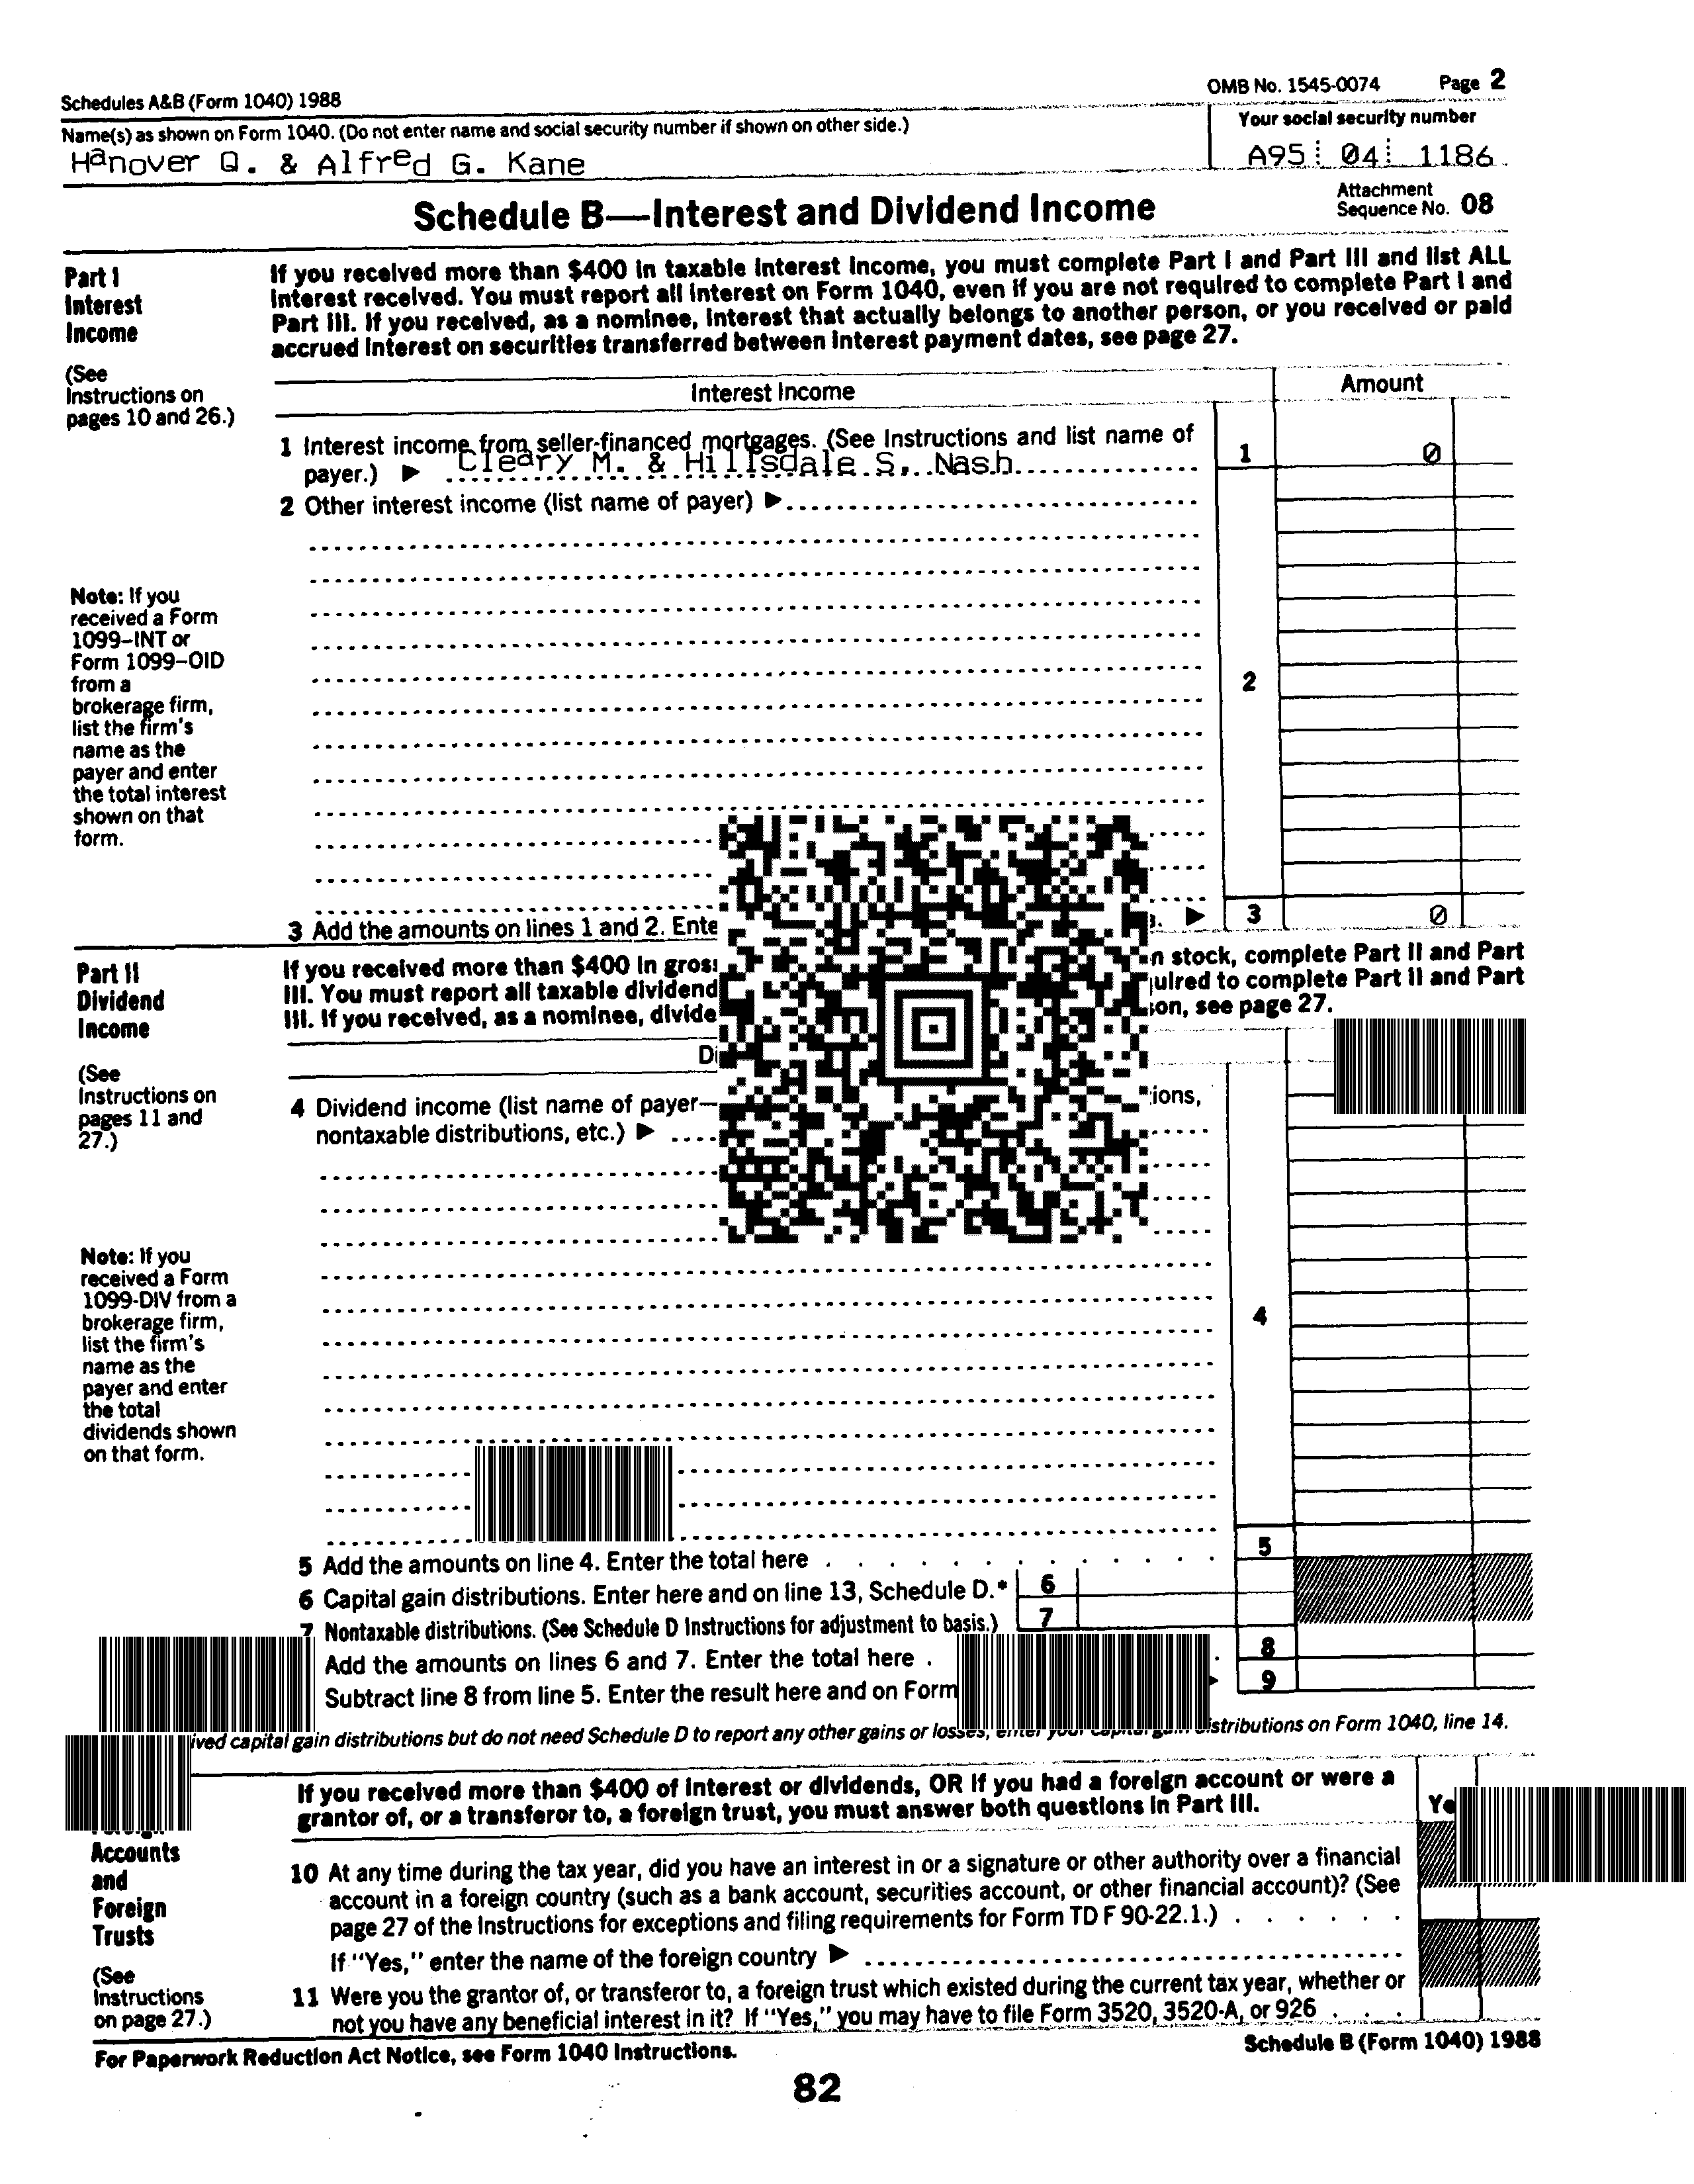 Schedules A&B (Form 1040) 1988 OMB No. 1545-0074 Page 2
Name(s) as shown on Form 1040. (Do not enter name and social security number if shown on other side.) Your social security number
Hanover Q. & Alfred G. Kane A95 04 1186
Schedule B—Interest and Dividend Income Attachment Sequence No. 08
Part I
Interest
Income
(See
Instructions on
pages 10 and 26.)
If you received more than $400 in taxable interest income, you must complete Part I and Part III and list ALL
interest received. You must report all interest on Form 1040, even if you are not required to complete Part I and
Part III. If you received, as a nominee, interest that actually belongs to another person, or you received or paid
accrued interest on securities transferred between interest payment dates, see page 27.
Interest Income Amount
1 Interest income from seller-financed mortgages. (See Instructions and list name of
payer.) ▶ Cleary M. & Hillsdale S. Nash 1 0
2 Other interest income (list name of payer) ▶
Note: If you
received a Form
1099–INT or
Form 1099–OID
from a
brokerage firm,
list the firm's
name as the
payer and enter
the total interest
shown on that
form.
2
3 Add the amounts on lines 1 and 2. ▶ 3 0
Part II
Dividend
Income
(See
Instructions on
pages 11 and
27.)
If you received more than $400 in stock, complete Part II and Part
III. You must report all taxable to complete Part II and Part
III. If you received, as a nominee, see page 27.
4 Dividend income (list name of payer—
nontaxable distributions, etc.) ▶
Note: If you
received a Form
1099-DIV from a
brokerage firm,
list the firm's
name as the
payer and enter
the total
dividends shown
on that form.
4
5 Add the amounts on line 4. Enter the total here 5
6 Capital gain distributions. Enter here and on line 13, Schedule D.* 6
7 Nontaxable distributions. (See Schedule D Instructions for adjustment to basis.) 7
Add the amounts on lines 6 and 7. Enter the total here 8
Subtract line 8 from line 5. Enter the result here and on Form 9
capital gain distributions but do not need Schedule D to report any other gains or on Form 1040, line 14.
If you received more than $400 of interest or dividends, OR if you had a foreign account or were a
grantor of, or a transferor to, a foreign trust, you must answer both questions in Part III.
Accounts
and
Foreign
Trusts
(See
Instructions
on page 27.)
10 At any time during the tax year, did you have an interest in or a signature or other authority over a financial
account in a foreign country (such as a bank account, securities account, or other financial account)? (See
page 27 of the Instructions for exceptions and filing requirements for Form TD F 90-22.1.)
If "Yes," enter the name of the foreign country ▶
11 Were you the grantor of, or transferor to, a foreign trust which existed during the current tax year, whether or
not you have any beneficial interest in it? If "Yes," you may have to file Form 3520, 3520-A, or 926
For Paperwork Reduction Act Notice, see Form 1040 Instructions. Schedule B (Form 1040) 1988
82